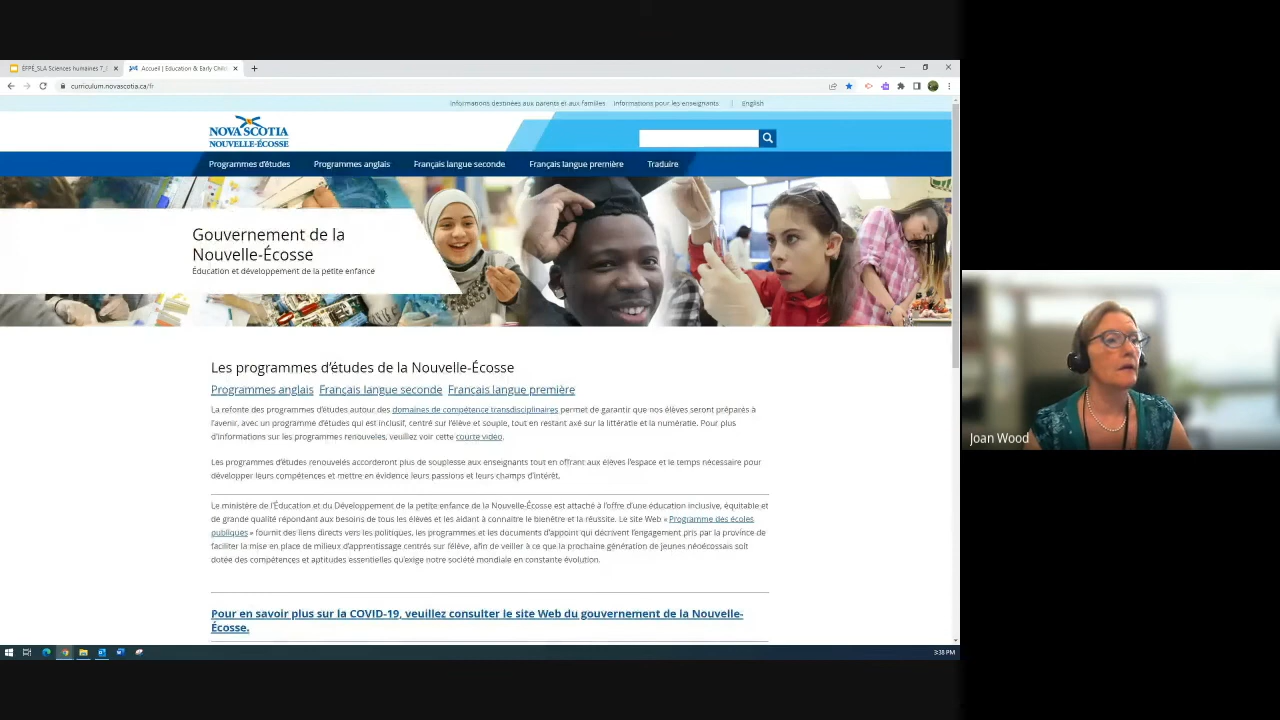 EFPE_SLA Sciences humaines 7_
Accueil | Education & Early Child
curriculum.novascotia.ca/fr
Informations destinées aux parents et aux familles Informations pour les enseignants | English
NOVA SCOTIA
NOUVELLE-ÉCOSSE
Programmes d'études Programmes anglais Français langue seconde Français langue première Traduire
Gouvernement de la
Nouvelle-Écosse
Éducation et développement de la petite enfance
Les programmes d'études de la Nouvelle-Écosse
Programmes anglais Français langue seconde Français langue première
La refonte des programmes d'études autour des domaines de compétence transdisciplinaires permet de garantir que nos élèves seront préparés à
l'avenir, avec un programme d'études qui est inclusif, centré sur l'élève et souple, tout en restant axé sur la littératie et la numératie. Pour plus
d'informations sur les programmes renouvelés, veuillez voir cette courte vidéo.
Les programmes d'études renouvelés accorderont plus de souplesse aux enseignants tout en offrant aux élèves l'espace et le temps nécessaire pour
développer leurs compétences et mettre en évidence leurs passions et leurs champs d'intérêt.
Le ministère de l'Éducation et du Développement de la petite enfance de la Nouvelle-Écosse est attaché à l'offre d'une éducation inclusive, équitable et
de grande qualité répondant aux besoins de tous les élèves et les aidant à connaitre le bienêtre et la réussite. Le site Web « Programme des écoles
publiques » fournit des liens directs vers les politiques, les programmes et les documents d'appoint qui décrivent l'engagement pris par la province de
faciliter la mise en place de milieux d'apprentissage centrés sur l'élève, afin de veiller à ce que la prochaine génération de jeunes néoécossais soit
dotée des compétences et aptitudes essentielles qu'exige notre société mondiale en constante évolution.
Pour en savoir plus sur la COVID-19, veuillez consulter le site Web du gouvernement de la Nouvelle-
Écosse.
3:38 PM
Joan Wood